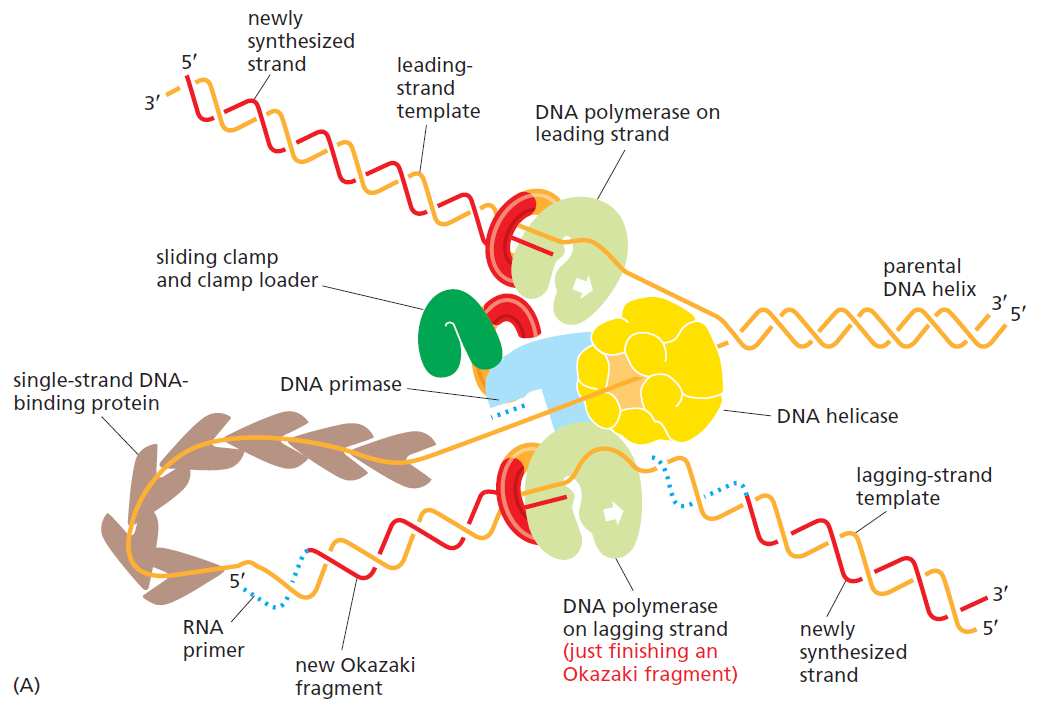 newly
synthesized
strand
5′
3′
leading-
strand
template
DNA polymerase on
leading strand
sliding clamp
and clamp loader
parental
DNA helix
3′
5′
single-strand DNA-
binding protein
DNA primase
DNA helicase
lagging-strand
template
5′
RNA
primer
new Okazaki
fragment
DNA polymerase
on lagging strand
(just finishing an
Okazaki fragment)
newly
synthesized
strand
3′
5′
(A)